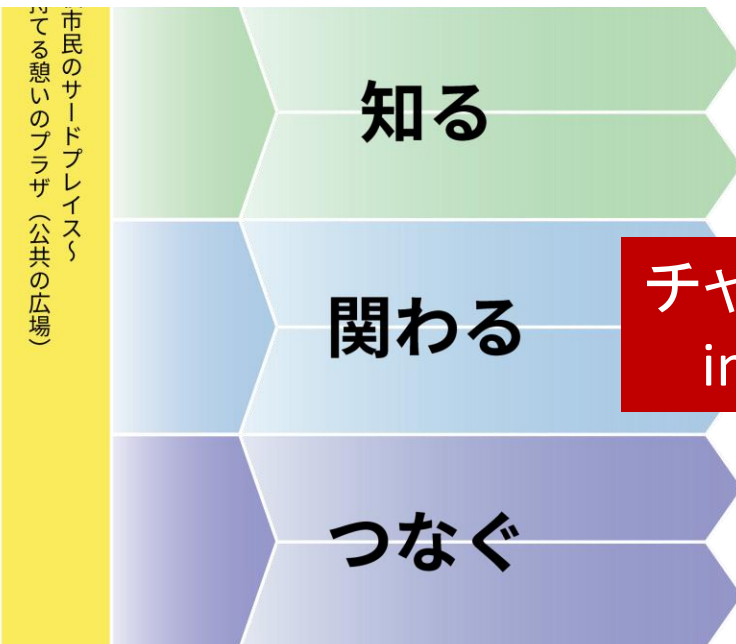 市民のサードプレイス～
てる憩いのプラザ（公共の広場）
知る
関わる
チャ
in
つなぐ